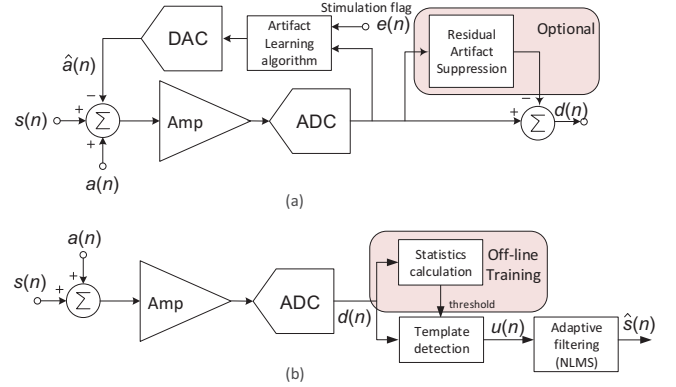 Stimulation flag
e(n)
Optional
DAC
Artifact
Learning
algorithm
Residual
Artifact
Suppression
â(n)
−
−
s(n)
+
Σ
+
a(n)
Amp
ADC
+
Σ
d(n)
(a)
a(n)
s(n)
+
+
Σ
Amp
ADC
d(n)
Statistics
calculation
Off-line
Training
threshold
Template
detection
u(n)
Adaptive
filtering
(NLMS)
ŝ(n)
(b)